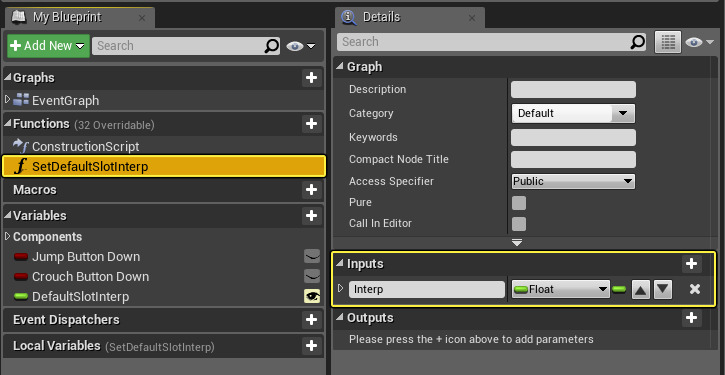 My Blueprint
Add New
Search
Graphs
EventGraph
Functions (32 Overridable)
ConstructionScript
SetDefaultSlotInterp
Macros
Variables
Components
Jump Button Down
Crouch Button Down
DefaultSlotInterp
Event Dispatchers
Local Variables (SetDefaultSlotInterp)
Details
Search
Graph
Description
Category Default
Keywords
Compact Node Title
Access Specifier Public
Pure
Call In Editor
Inputs
Interp Float
Outputs
Please press the + icon above to add parameters